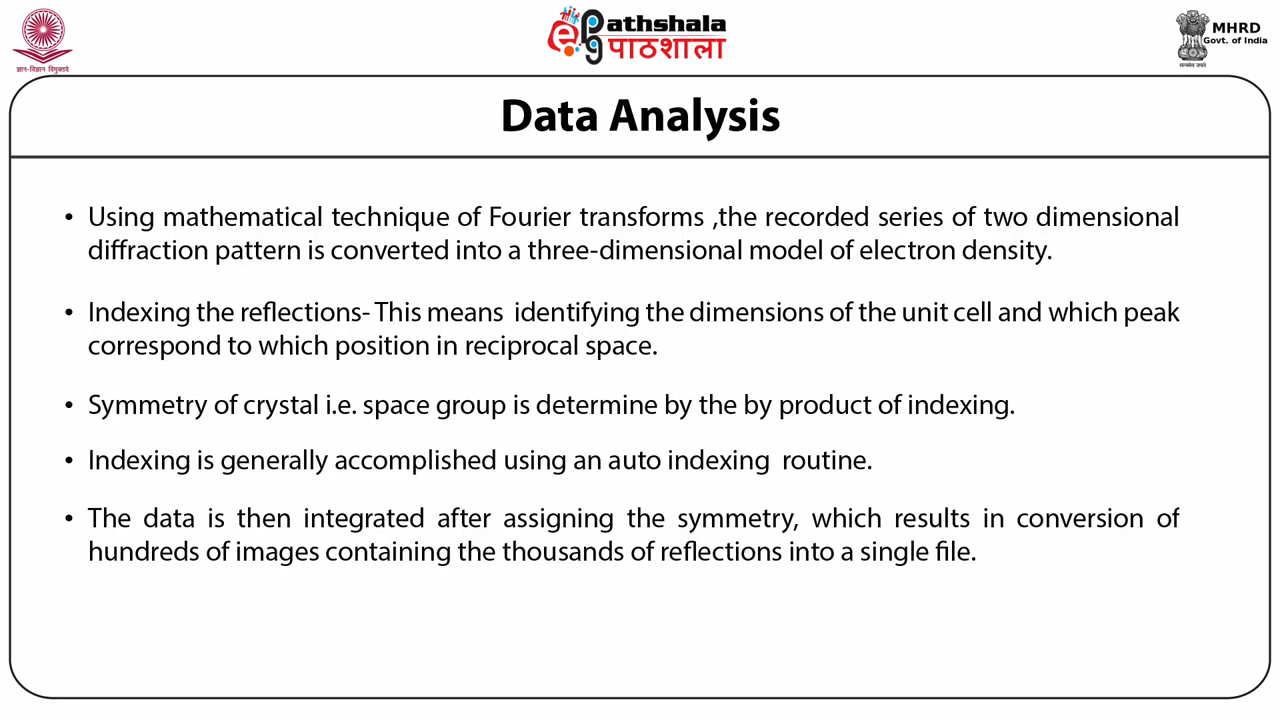 ज्ञान-विज्ञान विमुक्तये
ePathshala
पाठशाला
MHRD
Govt. of India
सत्यमेव जयते
Data Analysis
• Using mathematical technique of Fourier transforms ,the recorded series of two dimensional
diffraction pattern is converted into a three-dimensional model of electron density.
• Indexing the reflections- This means identifying the dimensions of the unit cell and which peak
correspond to which position in reciprocal space.
• Symmetry of crystal i.e. space group is determine by the by product of indexing.
• Indexing is generally accomplished using an auto indexing routine.
• The data is then integrated after assigning the symmetry, which results in conversion of
hundreds of images containing the thousands of reflections into a single file.